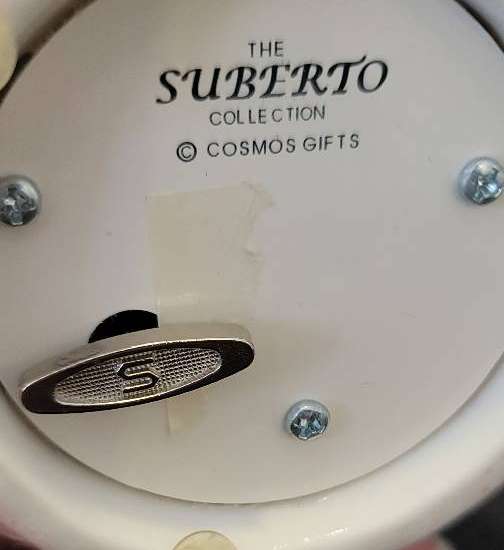 THE
SUBERTO
COLLECTION
© COSMOS GIFTS
S